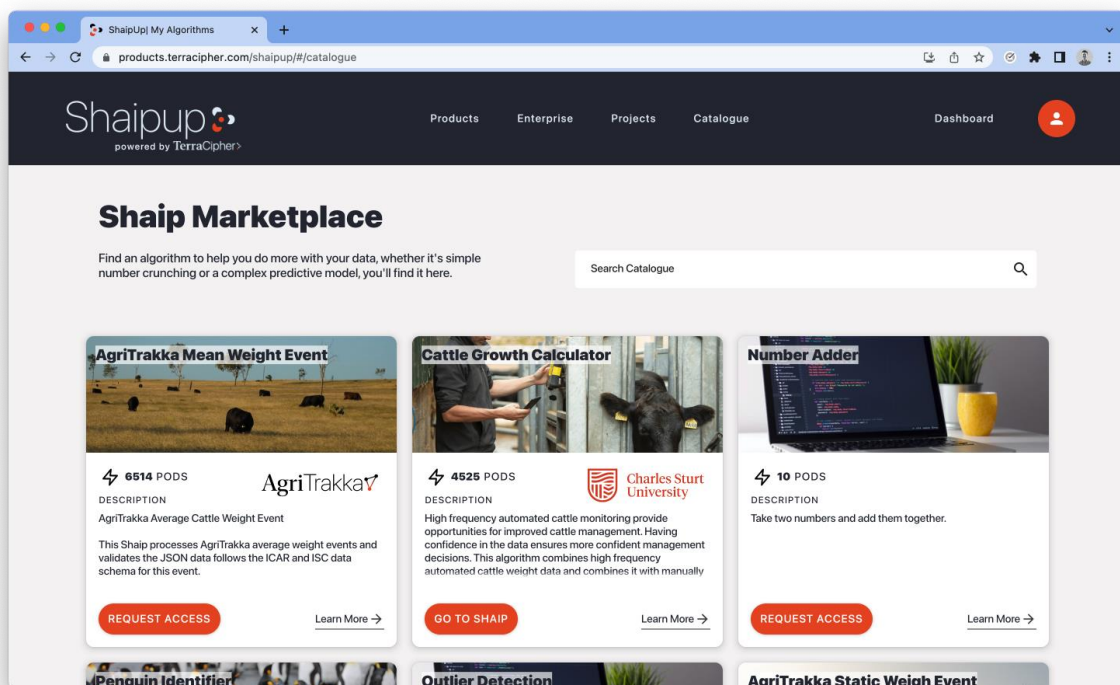 ShaipUp| My Algorithms
products.terracipher.com/shaipup/#/catalogue
Shaipup
powered by TerraCipher>
Products Enterprise Projects Catalogue Dashboard
Shaip Marketplace
Find an algorithm to help you do more with your data, whether it's simple
number crunching or a complex predictive model, you'll find it here.
Search Catalogue
AgriTrakka Mean Weight Event
6514 PODS
AgriTrakka
DESCRIPTION
AgriTrakka Average Cattle Weight Event
This Shaip processes AgriTrakka average weight events and
validates the JSON data follows the ICAR and ISC data
schema for this event.
REQUEST ACCESS
Learn More →
Cattle Growth Calculator
4525 PODS
Charles Sturt
University
DESCRIPTION
High frequency automated cattle monitoring provide
opportunities for improved cattle management. Having
confidence in the data ensures more confident management
decisions. This algorithm combines high frequency
automated cattle weight data and combines it with manually
GO TO SHAIP
Learn More →
Number Adder
10 PODS
DESCRIPTION
Take two numbers and add them together.
REQUEST ACCESS
Learn More →
Penguin Identifier
Outlier Detection
AgriTrakka Static Weigh Event